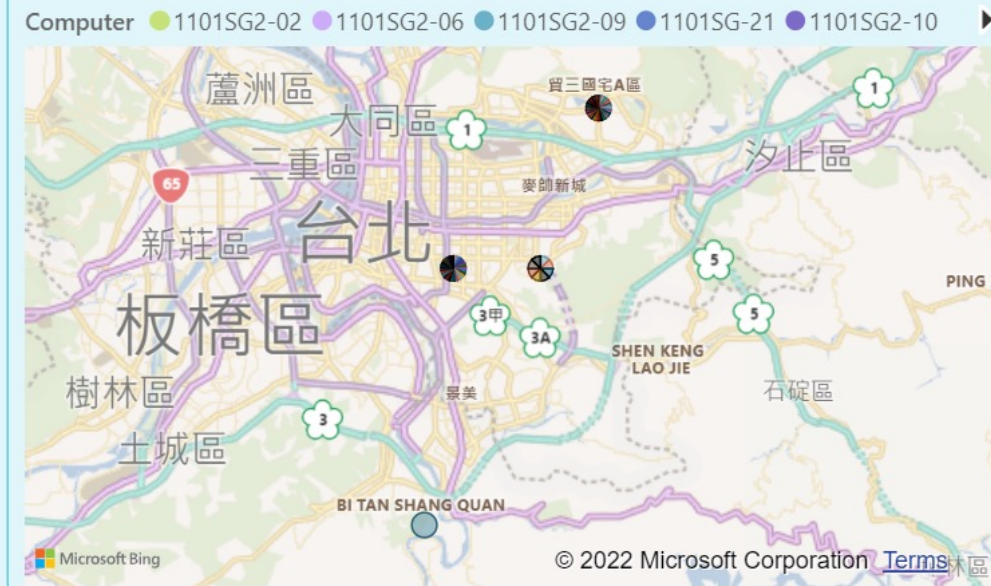 Computer 1101SG2-02 1101SG2-06 1101SG2-09 1101SG-21 1101SG2-10
蘆洲區
貿三國宅A區
1
大同區
1
三重區
汐止區
65
麥帥新城
台北
新莊區
5
PING
板橋區
3甲
5
3A
SHEN KENG
LAO JIE
樹林區
景美
石碇區
3
土城區
BI TAN SHANG QUAN
Microsoft Bing
© 2022 Microsoft Corporation Terms
林區